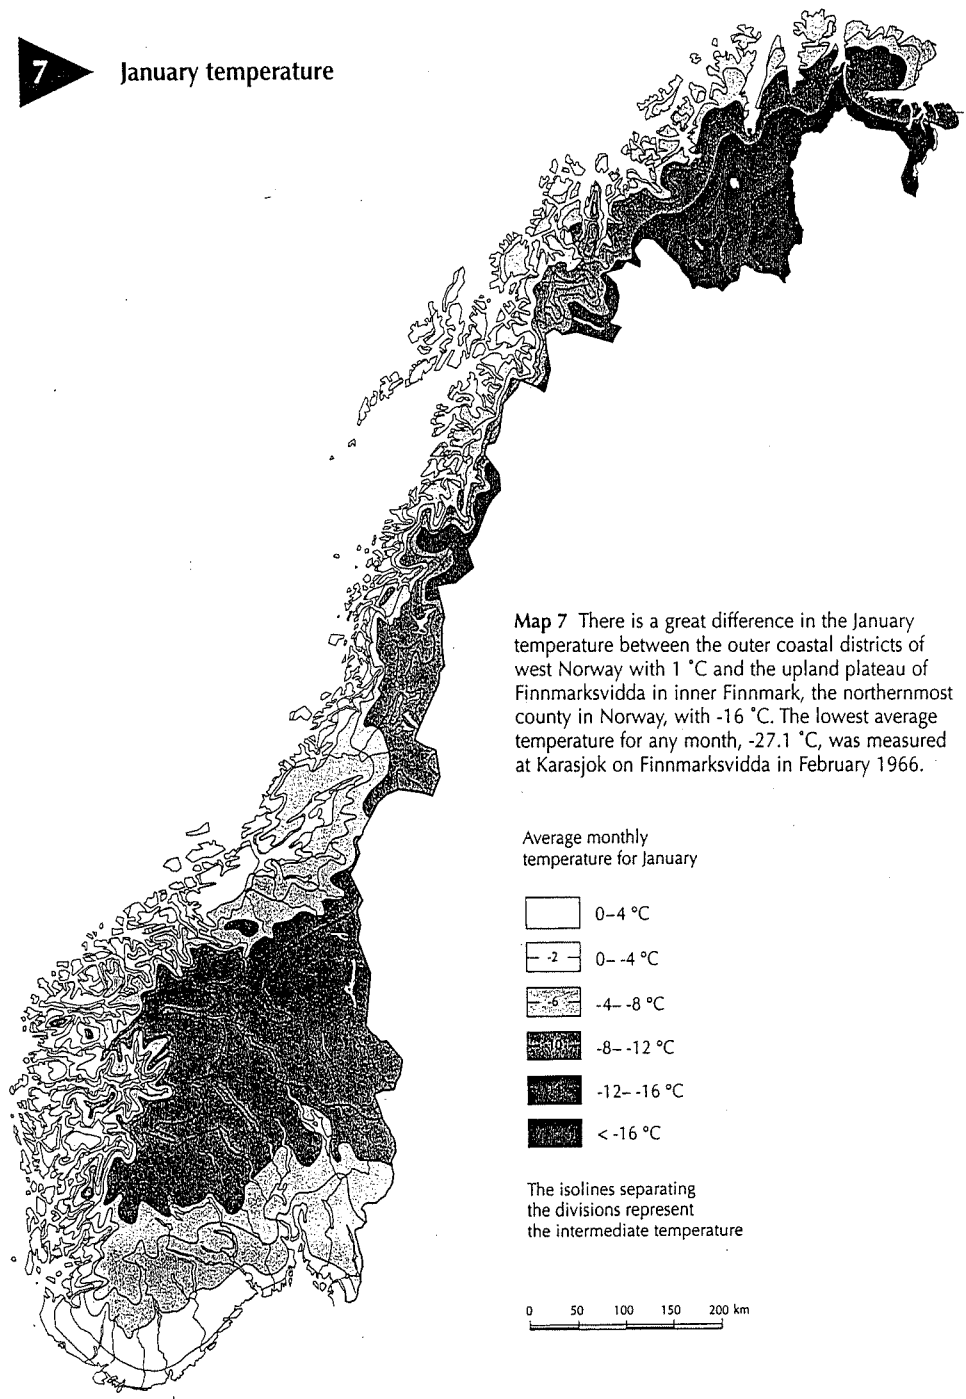 7
January temperature
Map 7 There is a great difference in the January
temperature between the outer coastal districts of
west Norway with 1 °C and the upland plateau of
Finnmarksvidda in inner Finnmark, the northernmost
county in Norway, with -16 °C. The lowest average
temperature for any month, -27.1 °C, was measured
at Karasjok on Finnmarksvidda in February 1966.
Average monthly
temperature for January
0–4 °C
-2 0– -4 °C
-6 -4– -8 °C
-10 -8– -12 °C
-12– -16 °C
< -16 °C
The isolines separating
the divisions represent
the intermediate temperature
0 50 100 150 200 km